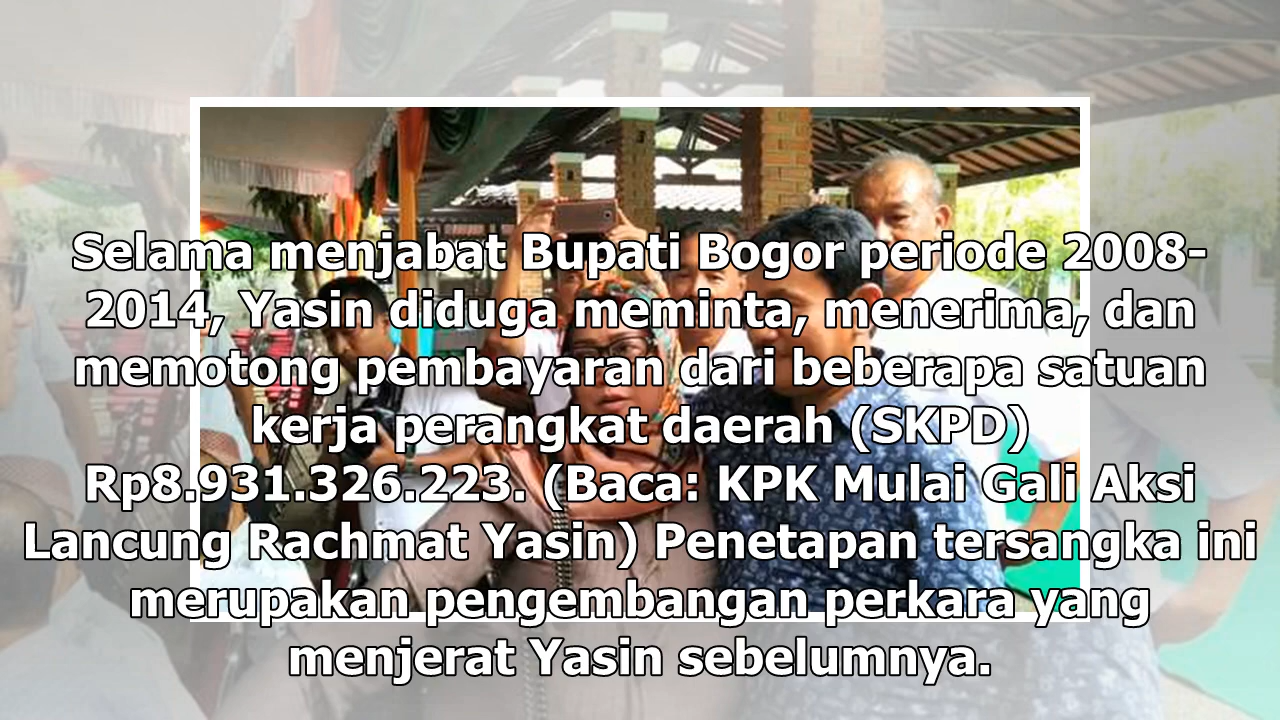 Selama menjabat Bupati Bogor periode 2008-
2014, Yasin diduga meminta, menerima, dan
memotong pembayaran dari beberapa satuan
kerja perangkat daerah (SKPD)
Rp8.931.326.223. (Baca: KPK Mulai Gali Aksi
Lancung Rachmat Yasin) Penetapan tersangka ini
merupakan pengembangan perkara yang
menjerat Yasin sebelumnya.